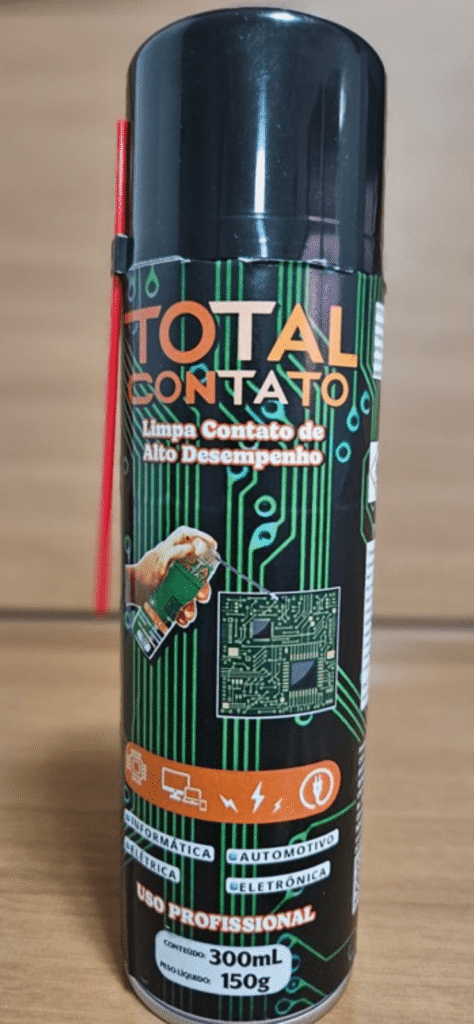 TOTAL
CONTATO
Limpa Contato de
Alto Desempenho
INFORMÁTICA
AUTOMOTIVO
ELÉTRICA
ELETRÔNICA
USO PROFISSIONAL
CONTEÚDO: 300mL
PESO LÍQUIDO: 150g